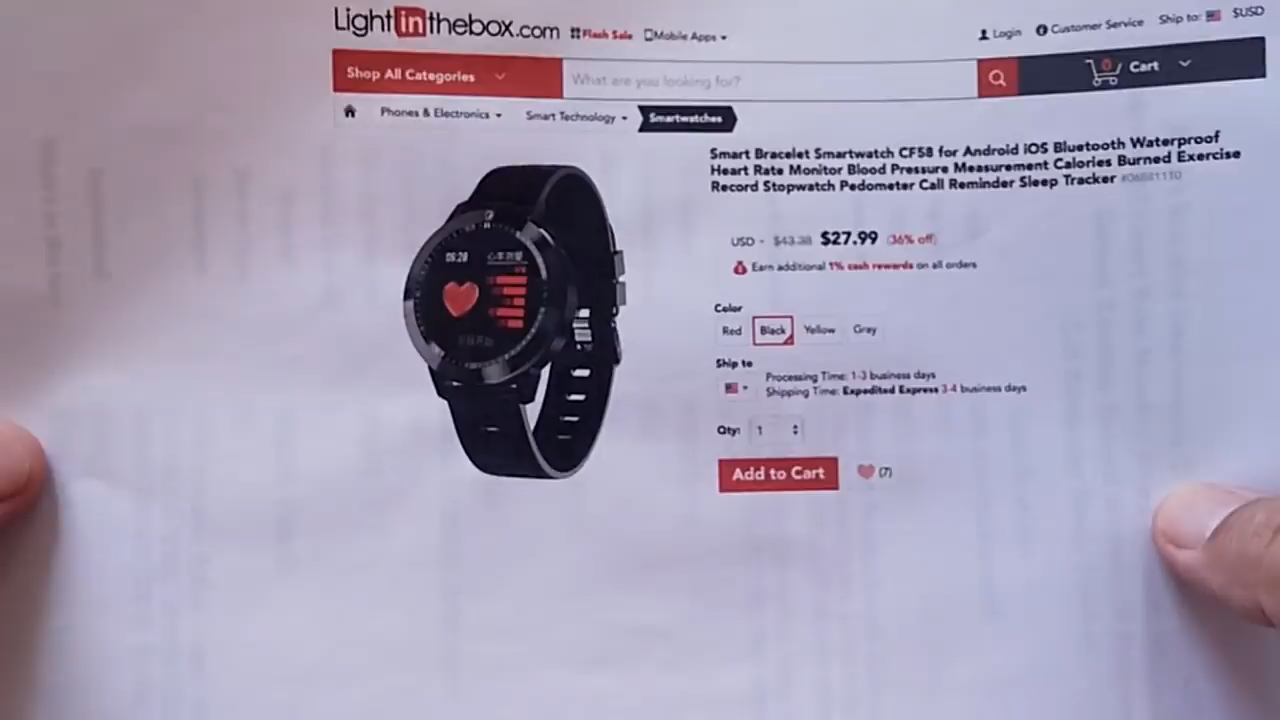 Lightinthebox.com Flash Sale Mobile Apps Login Customer Service Ship to: $USD
Shop All Categories What are you looking for? 0 / Cart
Phones & Electronics Smart Technology Smartwatches
Smart Bracelet Smartwatch CF58 for Android iOS Bluetooth Waterproof
Heart Rate Monitor Blood Pressure Measurement Calories Burned Exercise
Record Stopwatch Pedometer Call Reminder Sleep Tracker
USD $43.38 $27.99 (36% off)
Earn additional 1% cash rewards on all orders
Color
Red Black Yellow Gray
Ship to
Processing Time: 1-3 business days
Shipping Time: Expedited Express 3-4 business days
Qty: 1
Add to Cart (7)